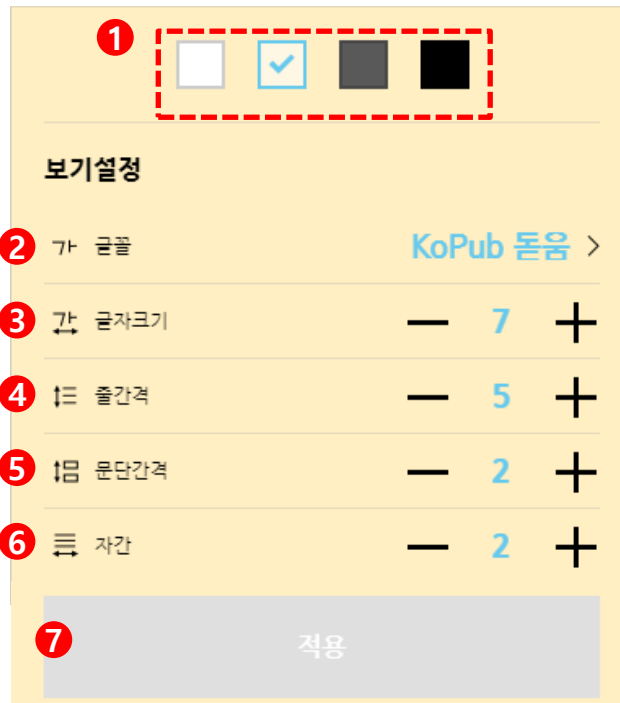 1
보기설정
2 가 글꼴 KoPub 돋움 >
3 가 글자크기 — 7 +
4 줄간격 — 5 +
5 문단간격 — 2 +
6 자간 — 2 +
7 적용